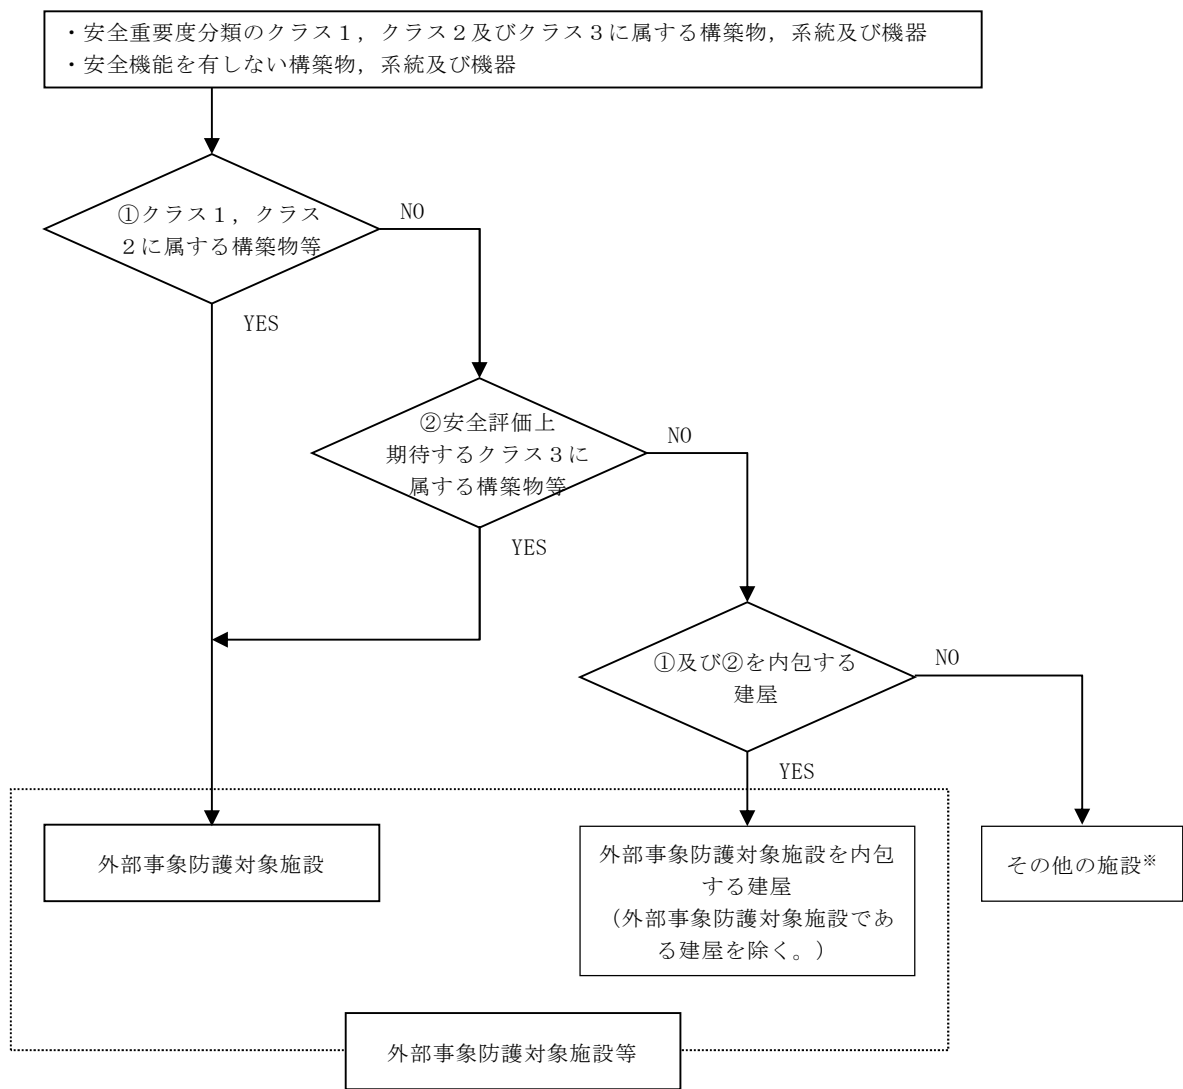 ・安全重要度分類のクラス１，クラス２及びクラス３に属する構築物，系統及び機器
・安全機能を有しない構築物，系統及び機器
①クラス１，クラス
２に属する構築物等
NO
YES
②安全評価上
期待するクラス３に
属する構築物等
NO
YES
①及び②を内包する
建屋
NO
YES
外部事象防護対象施設
外部事象防護対象施設を内包
する建屋
（外部事象防護対象施設であ
る建屋を除く。）
その他の施設※
外部事象防護対象施設等